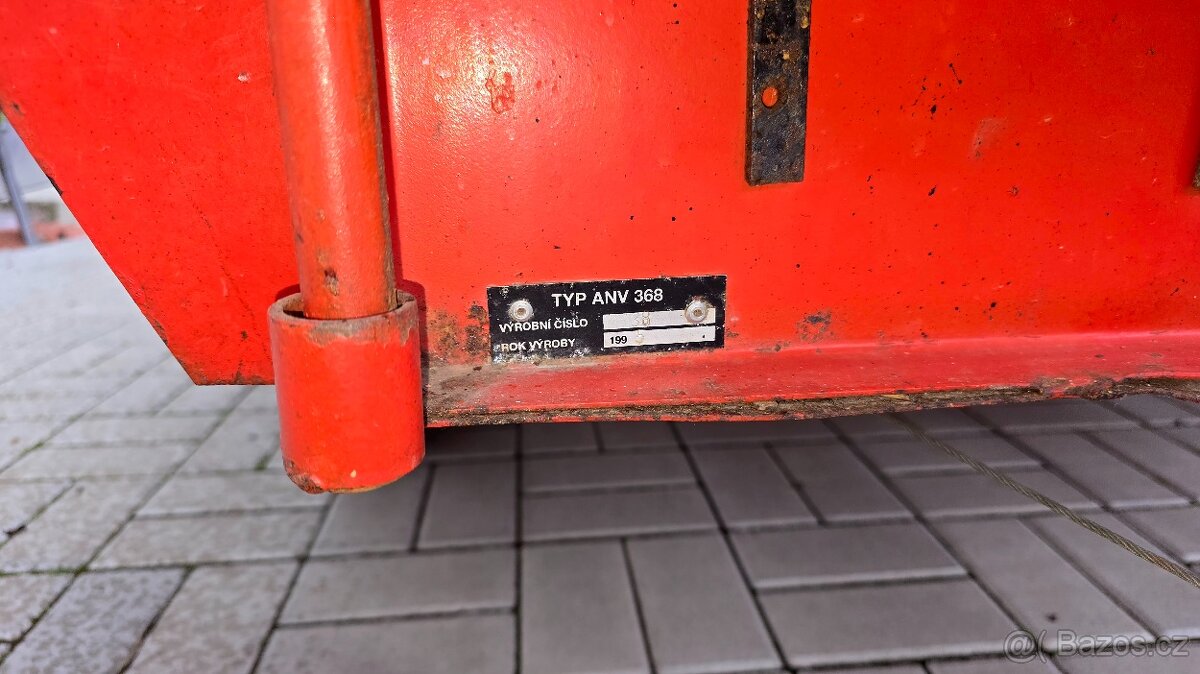 TYP ANV 368
VÝROBNÍ ČÍSLO
ROK VÝROBY 199
@( Bazos.cz